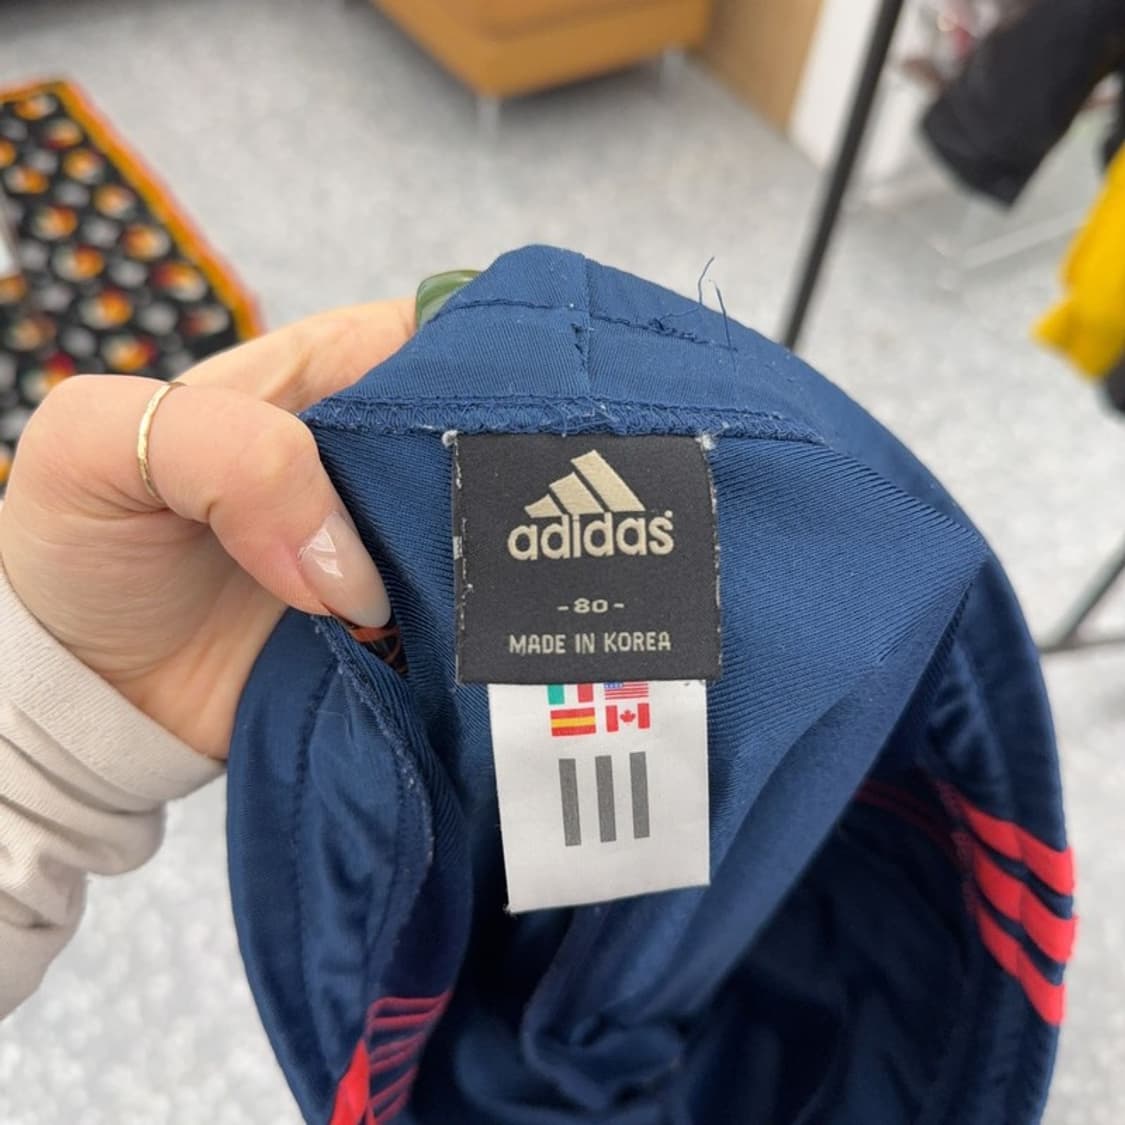 adidas
-80-
MADE IN KOREA